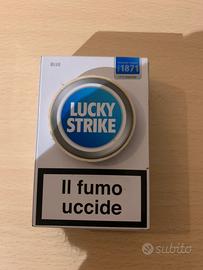 BLUE
1871
LUCKY
STRIKE
Il fumo
uccide
subito